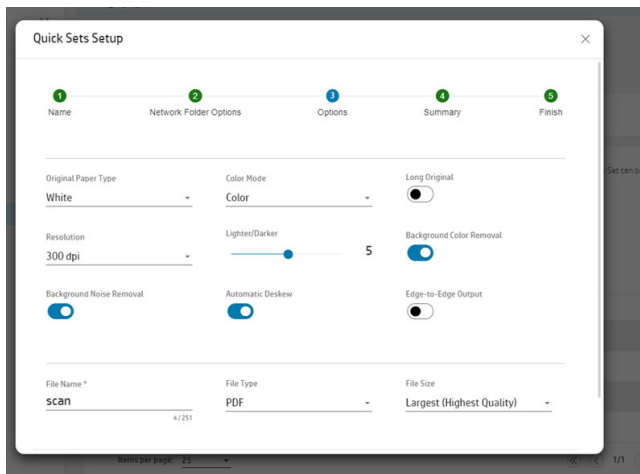 Quick Sets Setup
1 2 3 4 5
Name Network Folder Options Options Summary Finish
Original Paper Type Color Mode Long Original
White Color
Set can b
Resolution Lighter/Darker Background Color Removal
300 dpi 5
Background Noise Removal Automatic Deskew Edge-to-Edge Output
File Name * File Type File Size
scan PDF Largest (Highest Quality)
4/251
Items per page: 25 1/1